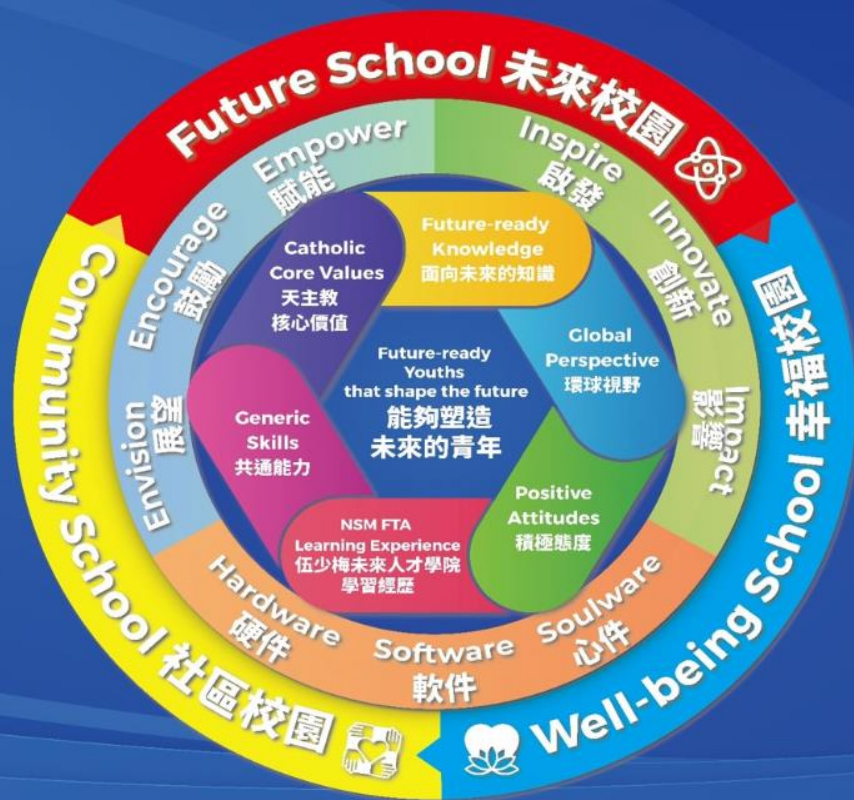 Future School 未來校園
Well-being School 幸福校園
Community School 社區校園
Empower
賦能
Inspire
啟發
Encourage
鼓勵
Innovate
創新
Envision
展望
Impact
影響
Hardware
硬件
Software
軟件
Soulware
心件
Catholic
Core Values
天主教
核心價值
Future-ready
Knowledge
面向未來的知識
Global
Perspective
環球視野
Generic
Skills
共通能力
Future-ready
Youths
that shape the future
能夠塑造
未來的青年
Positive
Attitudes
積極態度
NSM FTA
Learning Experience
伍少梅未來人才學院
學習經歷